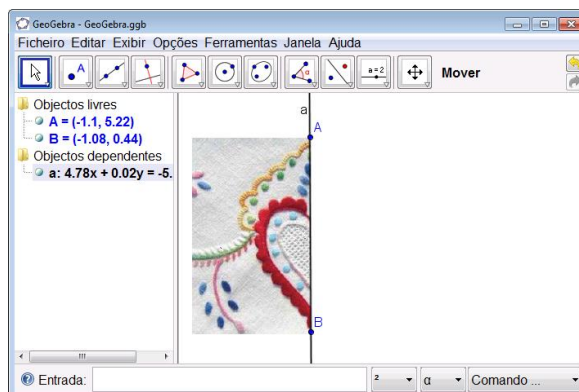 GeoGebra - GeoGebra.ggb
Ficheiro Editar Exibir Opções Ferramentas Janela Ajuda
A
a=2
Mover
Objectos livres
A = (-1.1, 5.22)
B = (-1.08, 0.44)
Objectos dependentes
a: 4.78x + 0.02y = -5.
a
A
B
Entrada:
²
α
Comando ...